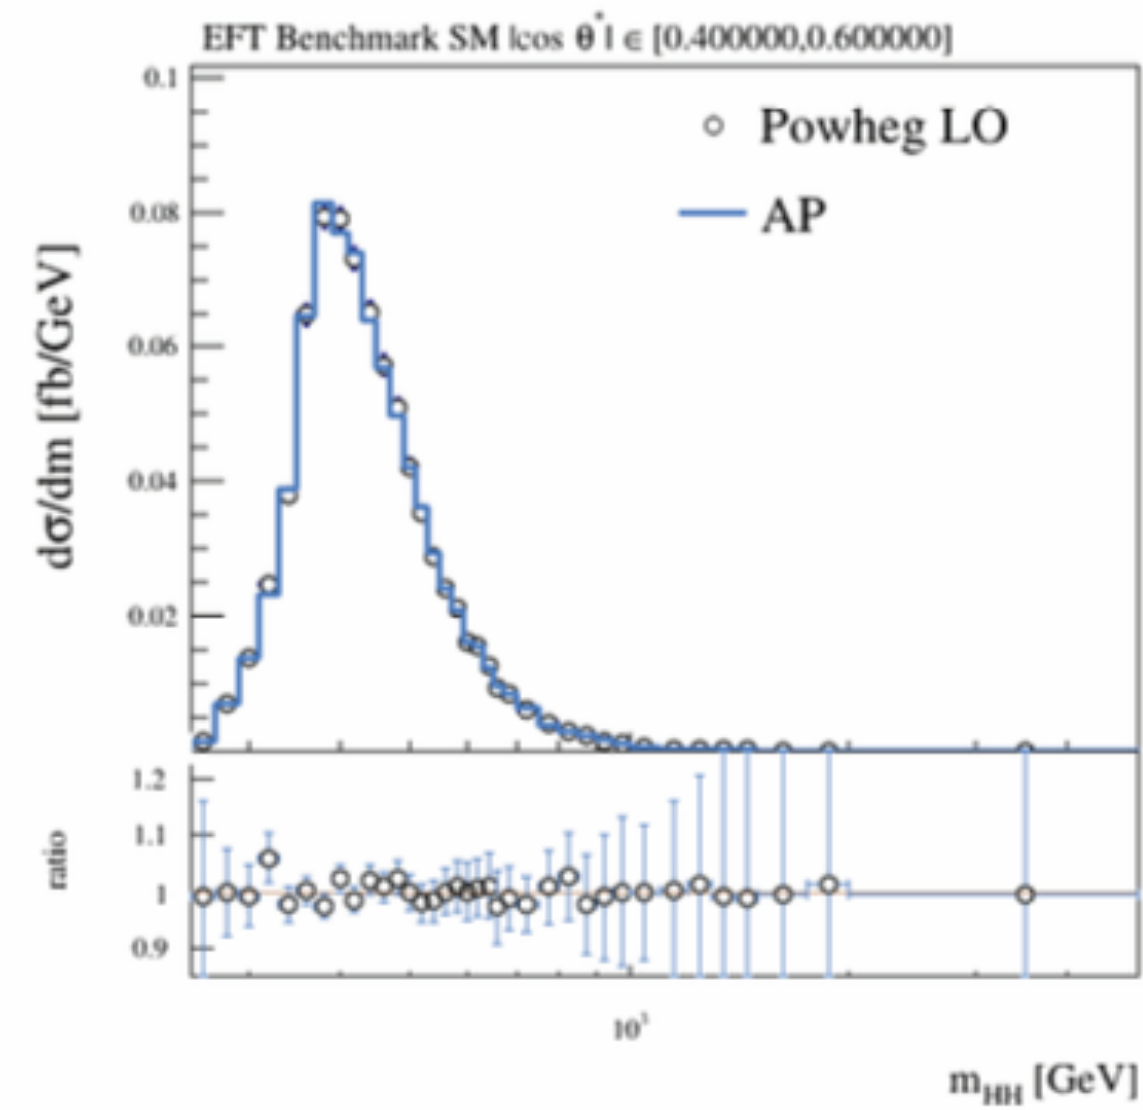 EFT Benchmark SM |cos θ*| ∈ [0.400000,0.600000]
0.1
Powheg LO
0.08
AP
0.06
dσ/dm [fb/GeV]
0.04
0.02
1.2
1.1
ratio
1
0.9
10³
m_HH [GeV]